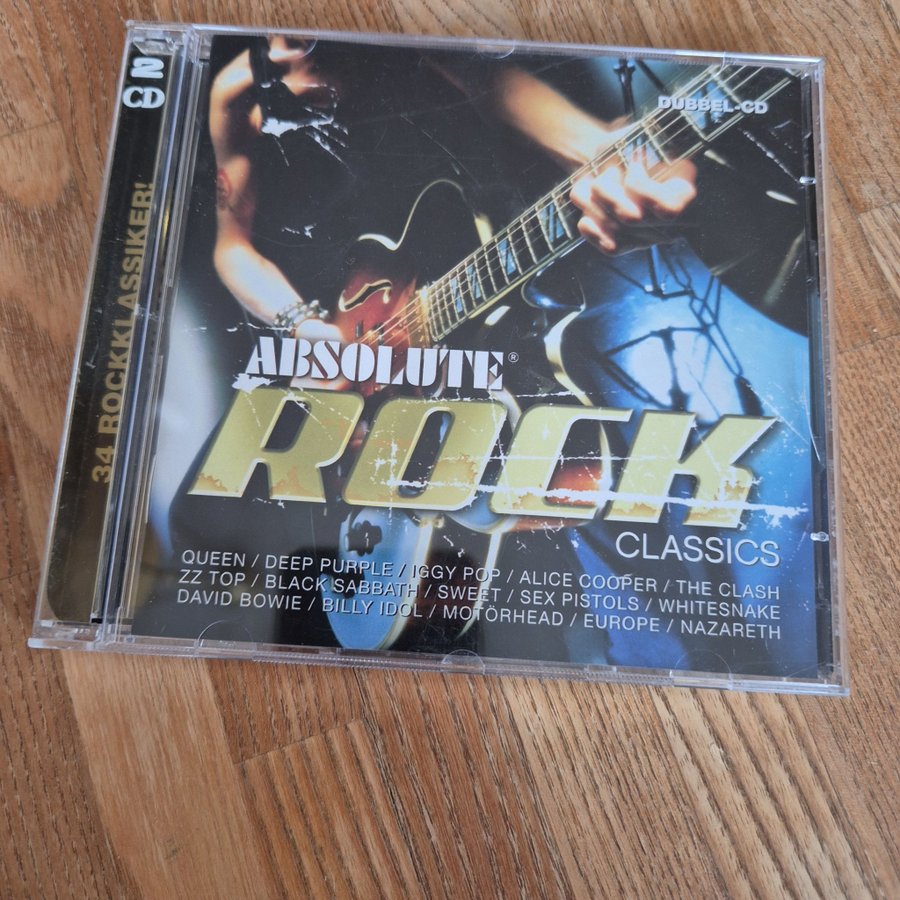 2
CD
34 ROCKKLASSIKER!
DUBBEL-CD
ABSOLUTE®
ROCK
CLASSICS
QUEEN / DEEP PURPLE / IGGY POP / ALICE COOPER / THE CLASH
ZZ TOP / BLACK SABBATH / SWEET / SEX PISTOLS / WHITESNAKE
DAVID BOWIE / BILLY IDOL / MOTÖRHEAD / EUROPE / NAZARETH